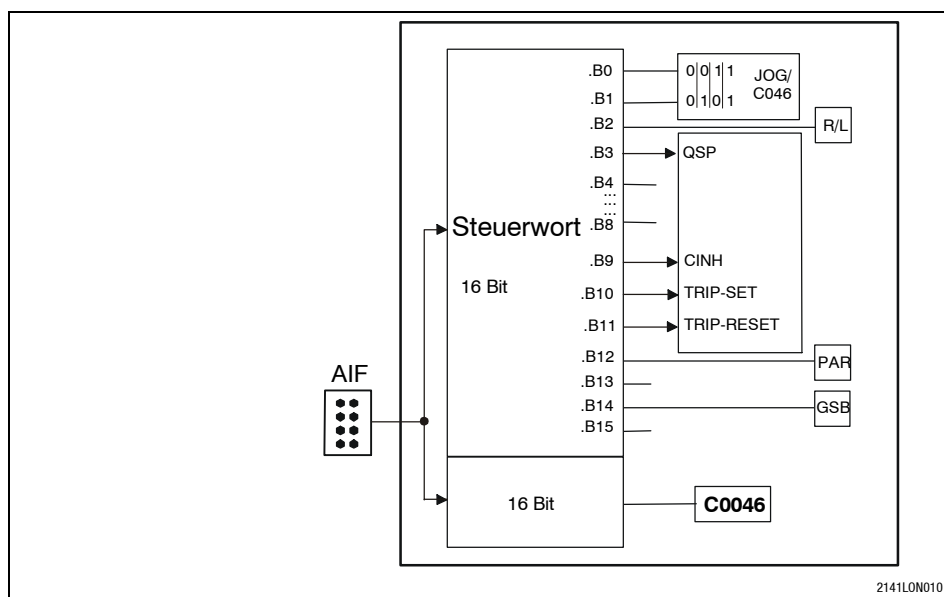 .B0
0 0 1 1
JOG/
C046
.B1
0 1 0 1
.B2
R/L
.B3
QSP
.B4
...
...
...
.B8
Steuerwort
.B9
CINH
16 Bit
.B10
TRIP-SET
.B11
TRIP-RESET
.B12
PAR
AIF
.B13
.B14
GSB
.B15
16 Bit
C0046
2141LON010